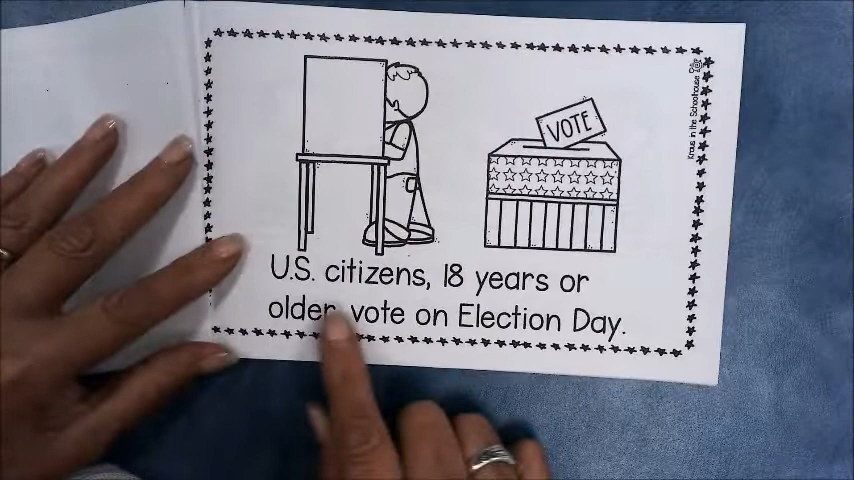 VOTE
Kraus in the Schoolhouse
U.S. citizens, 18 years or
older, vote on Election Day.